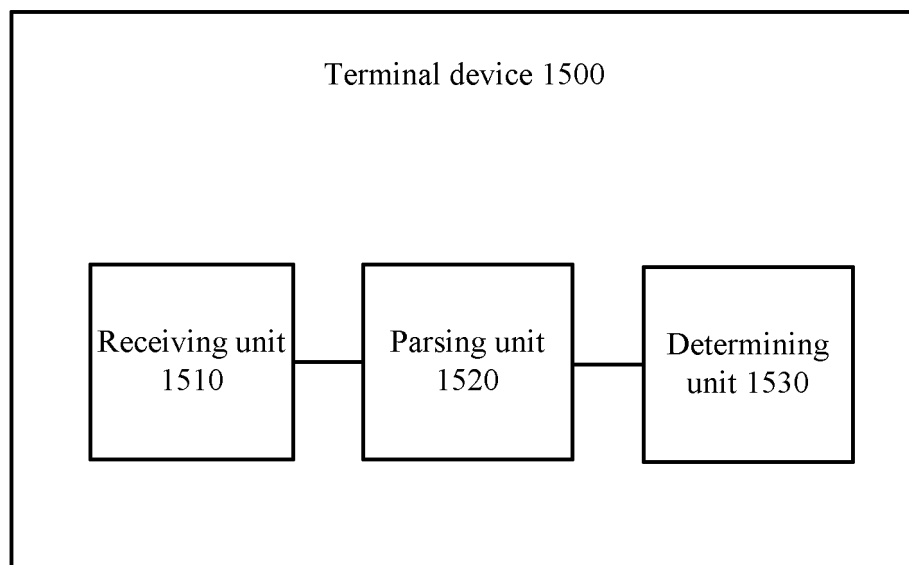 Terminal device 1500
Receiving unit
1510
Parsing unit
1520
Determining
unit 1530